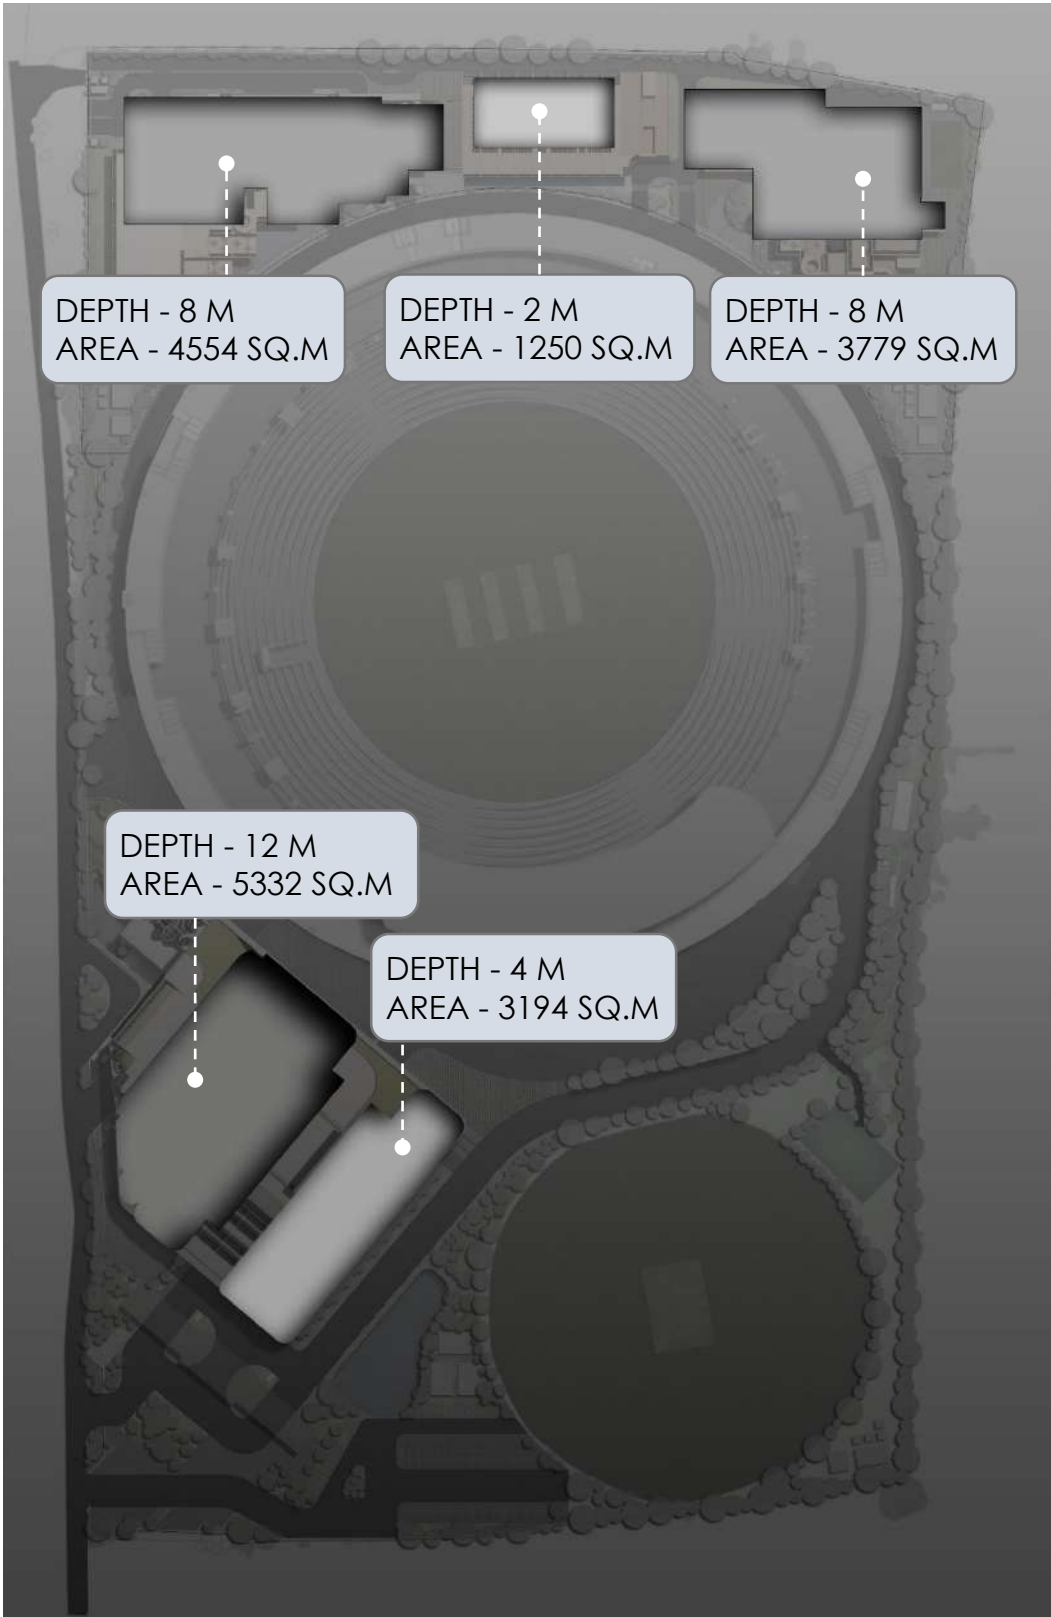 DEPTH - 8 M
AREA - 4554 SQ.M
DEPTH - 2 M
AREA - 1250 SQ.M
DEPTH - 8 M
AREA - 3779 SQ.M
DEPTH - 12 M
AREA - 5332 SQ.M
DEPTH - 4 M
AREA - 3194 SQ.M